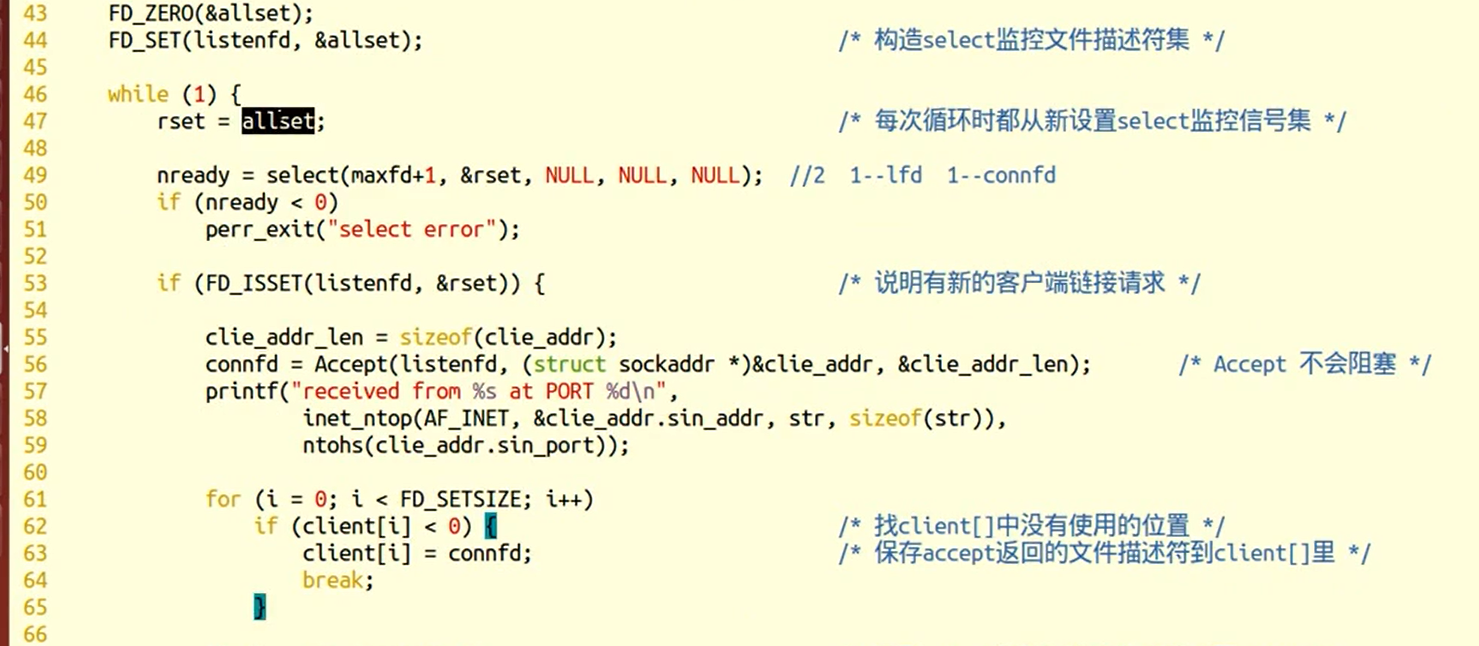 43 FD_ZERO(&allset);
44 FD_SET(listenfd, &allset); /* 构造select监控文件描述符集 */
45
46 while (1) {
47 rset = allset; /* 每次循环时都从新设置select监控信号集 */
48
49 nready = select(maxfd+1, &rset, NULL, NULL, NULL); //2 1--lfd 1--connfd
50 if (nready < 0)
51 perr_exit("select error");
52
53 if (FD_ISSET(listenfd, &rset)) { /* 说明有新的客户端链接请求 */
54
55 clie_addr_len = sizeof(clie_addr);
56 connfd = Accept(listenfd, (struct sockaddr *)&clie_addr, &clie_addr_len); /* Accept 不会阻塞 */
57 printf("received from %s at PORT %d\n",
58 inet_ntop(AF_INET, &clie_addr.sin_addr, str, sizeof(str)),
59 ntohs(clie_addr.sin_port));
60
61 for (i = 0; i < FD_SETSIZE; i++)
62 if (client[i] < 0) { /* 找client[]中没有使用的位置 */
63 client[i] = connfd; /* 保存accept返回的文件描述符到client[]里 */
64 break;
65 }
66